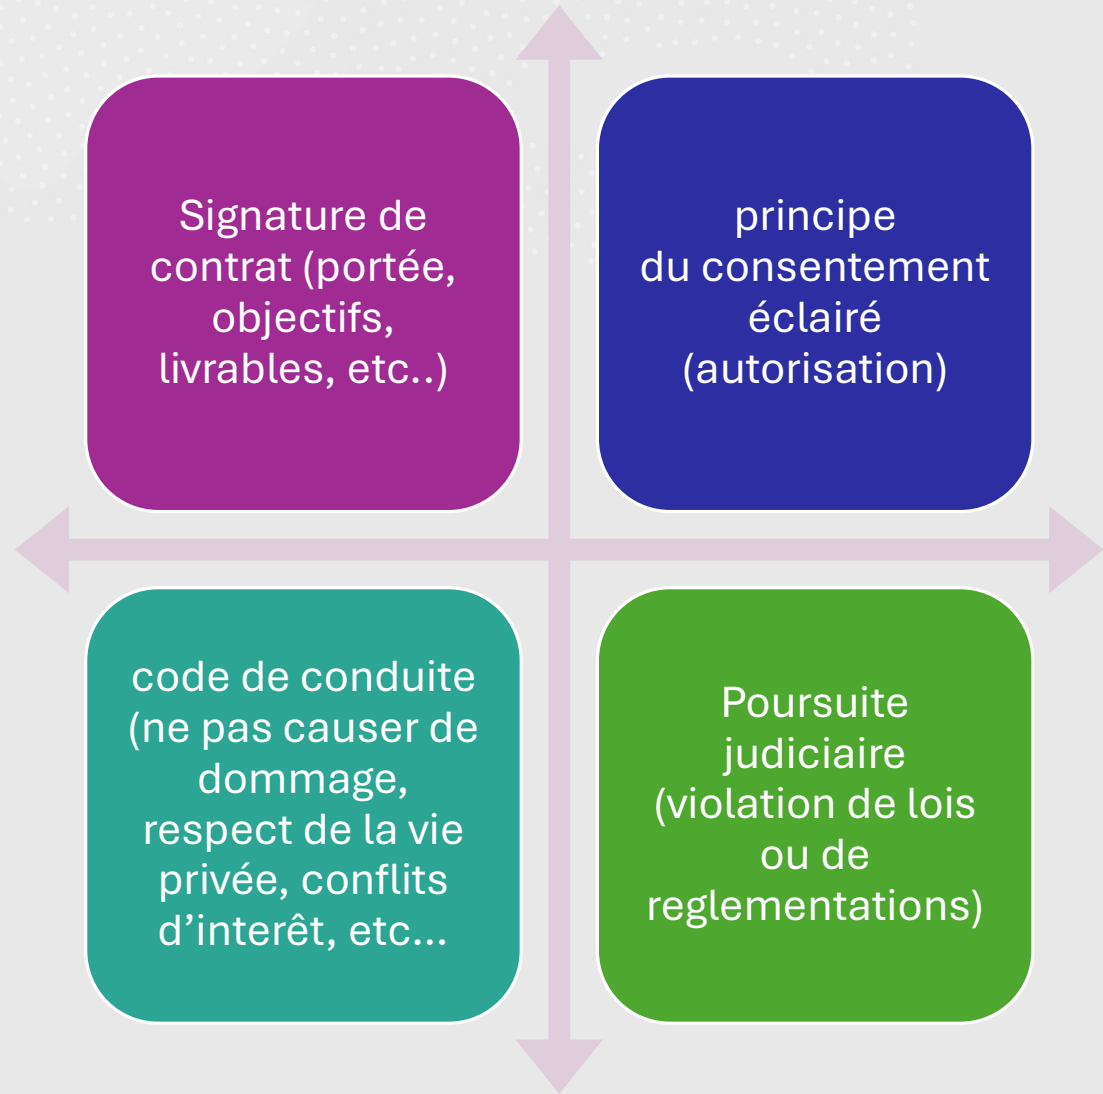 Signature de
contrat (portée,
objectifs,
livrables, etc..)
principe
du consentement
éclairé
(autorisation)
code de conduite
(ne pas causer de
dommage,
respect de la vie
privée, conflits
d’interêt, etc...
Poursuite
judiciaire
(violation de lois
ou de
reglementations)